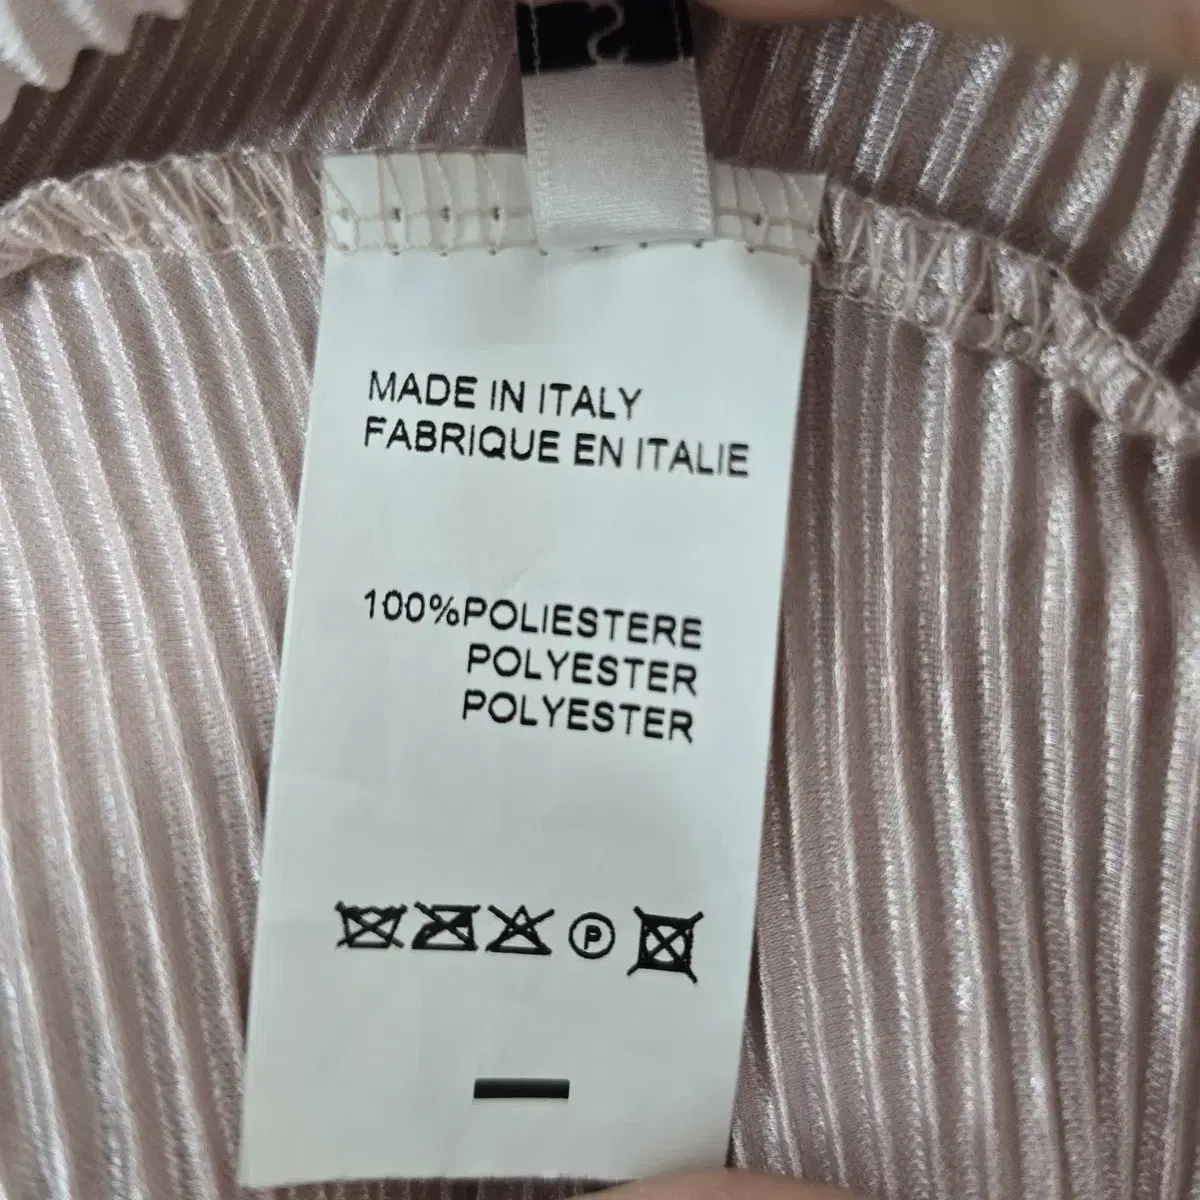 MADE IN ITALY
FABRIQUE EN ITALIE
100%POLIESTERE
POLYESTER
POLYESTER
P